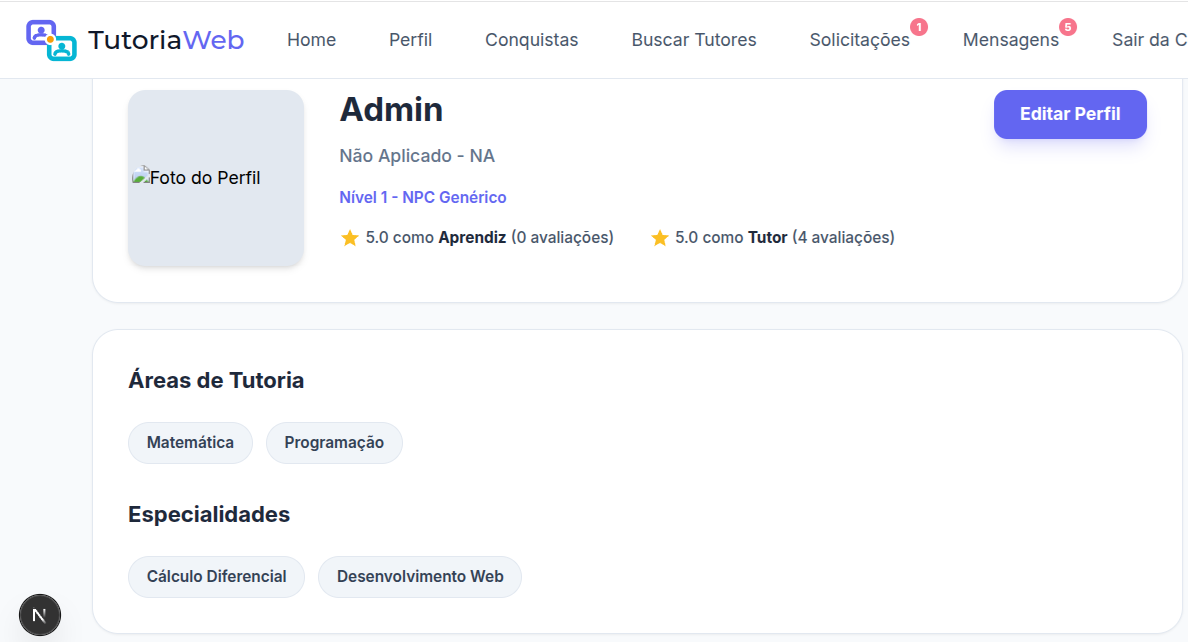 TutoriaWeb
Home
Perfil
Conquistas
Buscar Tutores
Solicitações
1
Mensagens
5
Sair da C
Foto do Perfil
Admin
Editar Perfil
Não Aplicado - NA
Nível 1 - NPC Genérico
5.0 como Aprendiz (0 avaliações)
5.0 como Tutor (4 avaliações)
Áreas de Tutoria
Matemática
Programação
Especialidades
Cálculo Diferencial
Desenvolvimento Web
N